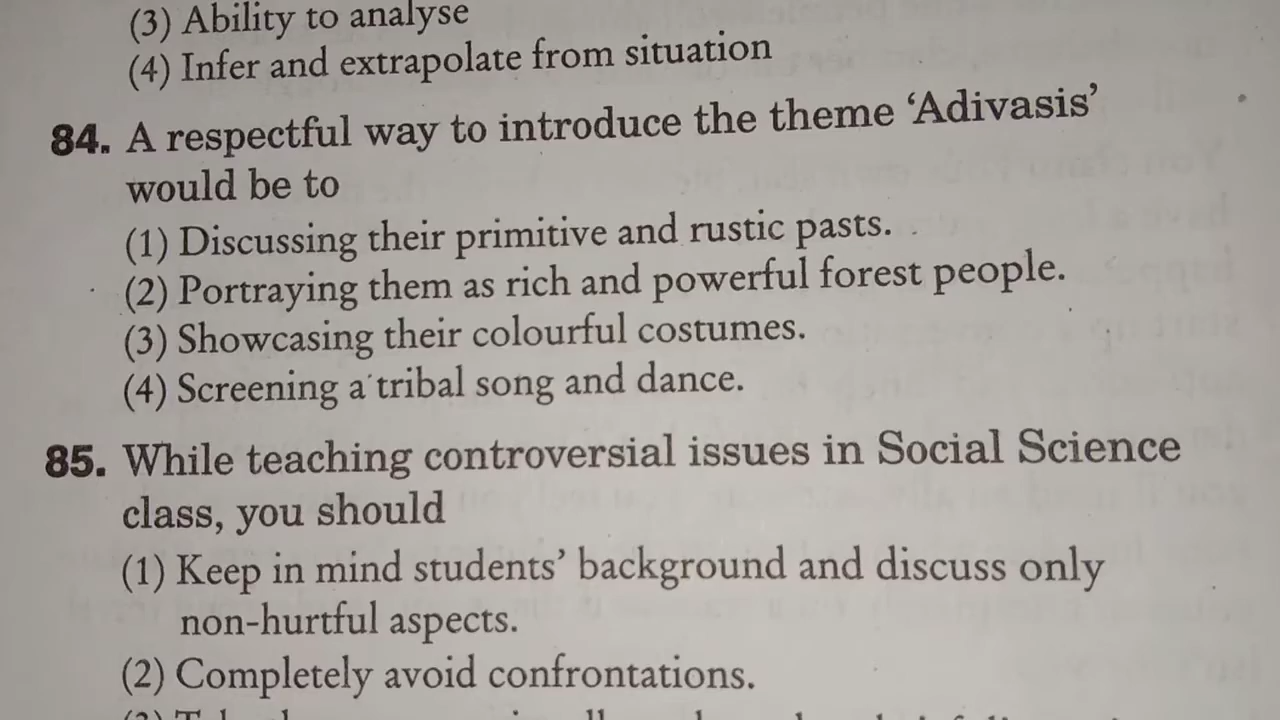 (3) Ability to analyse
(4) Infer and extrapolate from situation
84. A respectful way to introduce the theme ‘Adivasis’
would be to
(1) Discussing their primitive and rustic pasts.
(2) Portraying them as rich and powerful forest people.
(3) Showcasing their colourful costumes.
(4) Screening a tribal song and dance.
85. While teaching controversial issues in Social Science
class, you should
(1) Keep in mind students’ background and discuss only
non-hurtful aspects.
(2) Completely avoid confrontations.